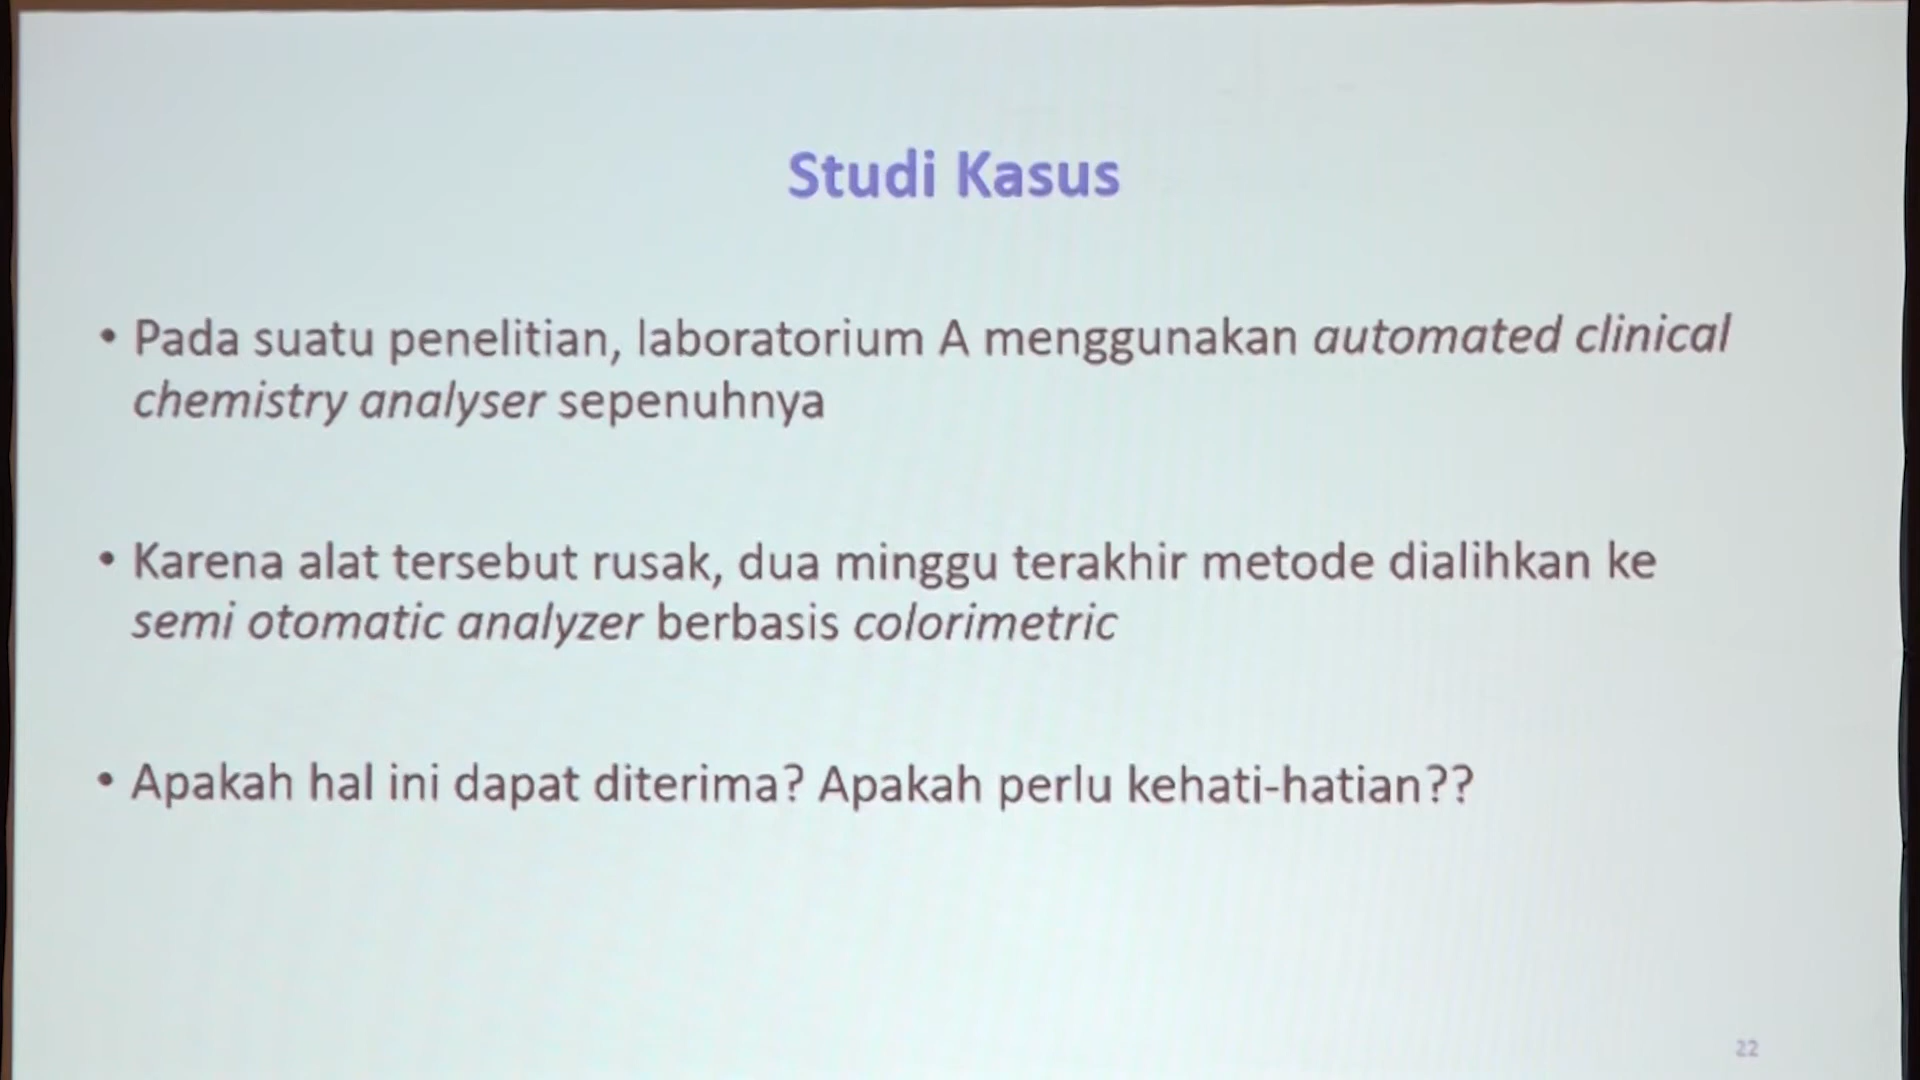 Studi Kasus
• Pada suatu penelitian, laboratorium A menggunakan automated clinical
chemistry analyser sepenuhnya
• Karena alat tersebut rusak, dua minggu terakhir metode dialihkan ke
semi otomatic analyzer berbasis colorimetric
• Apakah hal ini dapat diterima? Apakah perlu kehati-hatian??
22